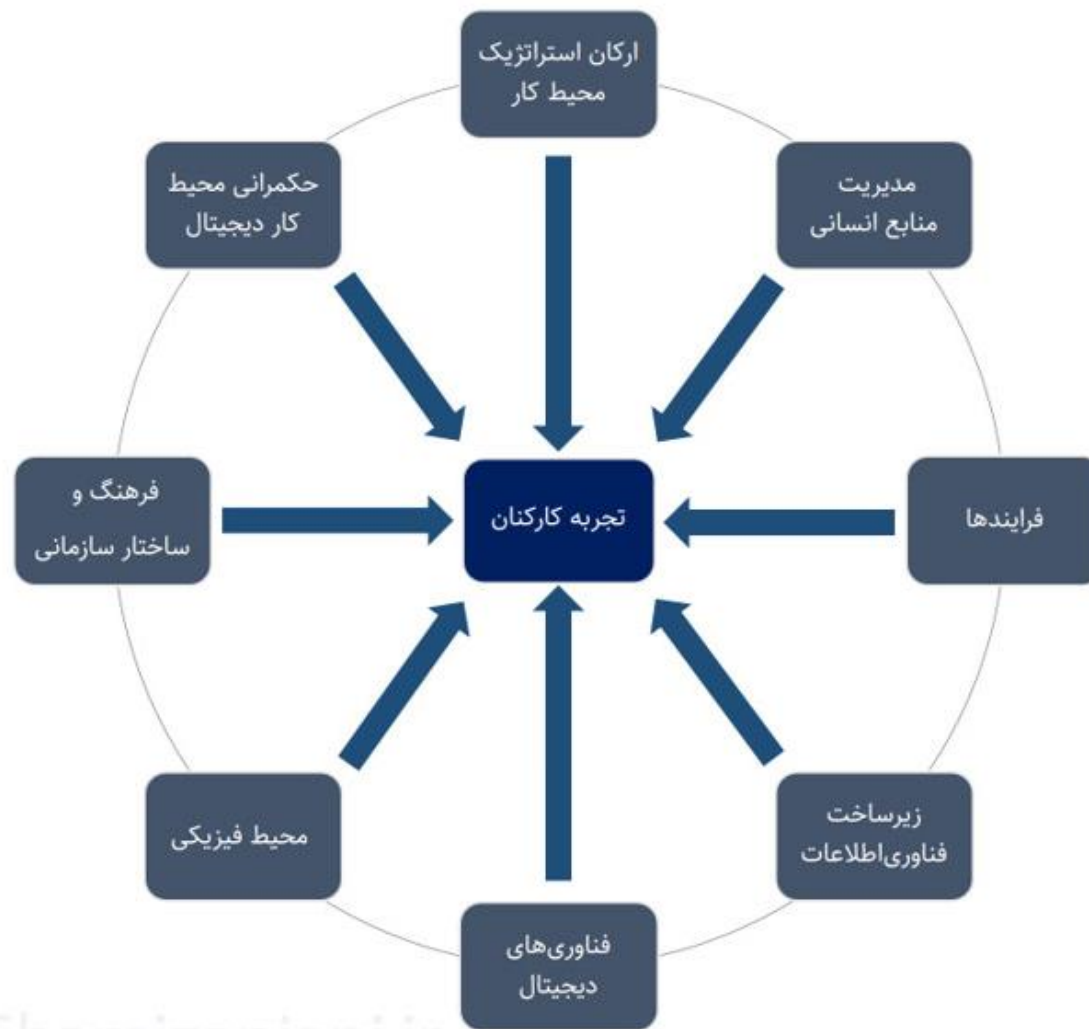 ارکان استراتژیک
محیط کار
مدیریت
منابع انسانی
فرایندها
زیرساخت
فناوری‌اطلاعات
فناوری‌های
دیجیتال
محیط فیزیکی
فرهنگ و
ساختار سازمانی
حکمرانی محیط
کار دیجیتال
تجربه کارکنان